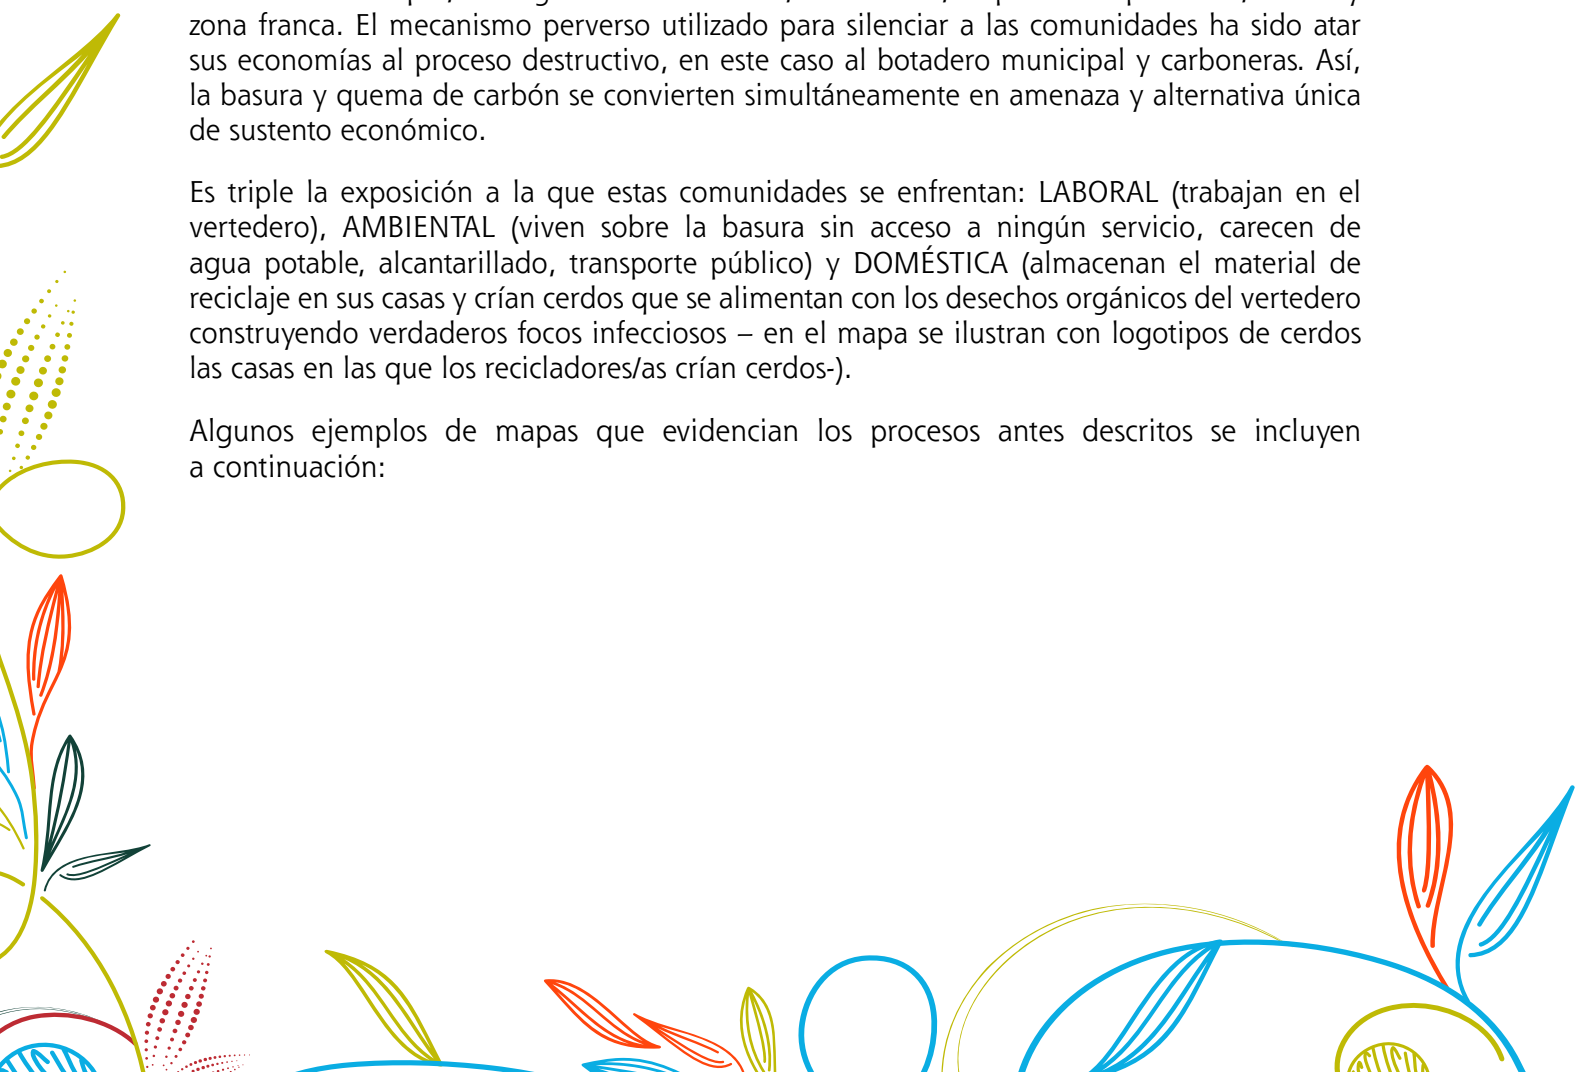 zona franca. El mecanismo perverso utilizado para silenciar a las comunidades ha sido atar
sus economías al proceso destructivo, en este caso al botadero municipal y carboneras. Así,
la basura y quema de carbón se convierten simultáneamente en amenaza y alternativa única
de sustento económico.
Es triple la exposición a la que estas comunidades se enfrentan: LABORAL (trabajan en el
vertedero), AMBIENTAL (viven sobre la basura sin acceso a ningún servicio, carecen de
agua potable, alcantarillado, transporte público) y DOMÉSTICA (almacenan el material de
reciclaje en sus casas y crían cerdos que se alimentan con los desechos orgánicos del vertedero
construyendo verdaderos focos infecciosos – en el mapa se ilustran con logotipos de cerdos
las casas en las que los recicladores/as crían cerdos-).
Algunos ejemplos de mapas que evidencian los procesos antes descritos se incluyen
a continuación: